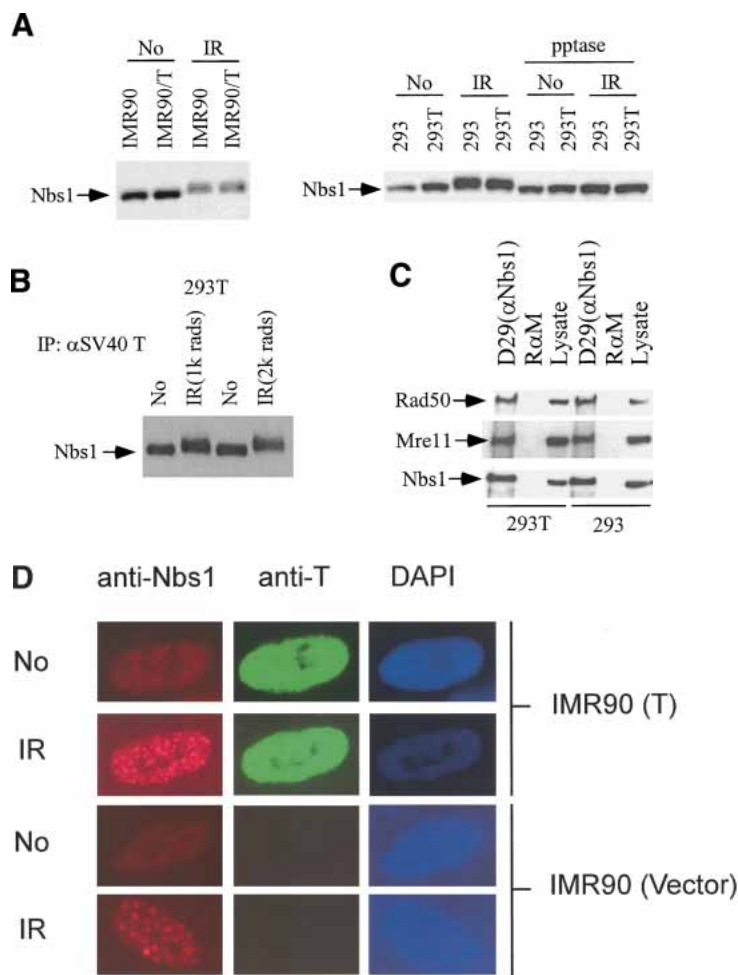 A
No IR
IMR90 IMR90/T IMR90 IMR90/T
Nbs1
pptase
No IR No IR
293 293T 293 293T 293 293T 293 293T
Nbs1
B
293T
IP: αSV40 T
No IR(1k rads) No IR(2k rads)
Nbs1
C
D29(αNbs1) RαM Lysate D29(αNbs1) RαM Lysate
Rad50
Mre11
Nbs1
293T 293
D
anti-Nbs1 anti-T DAPI
No
IR
IMR90 (T)
No
IR
IMR90 (Vector)